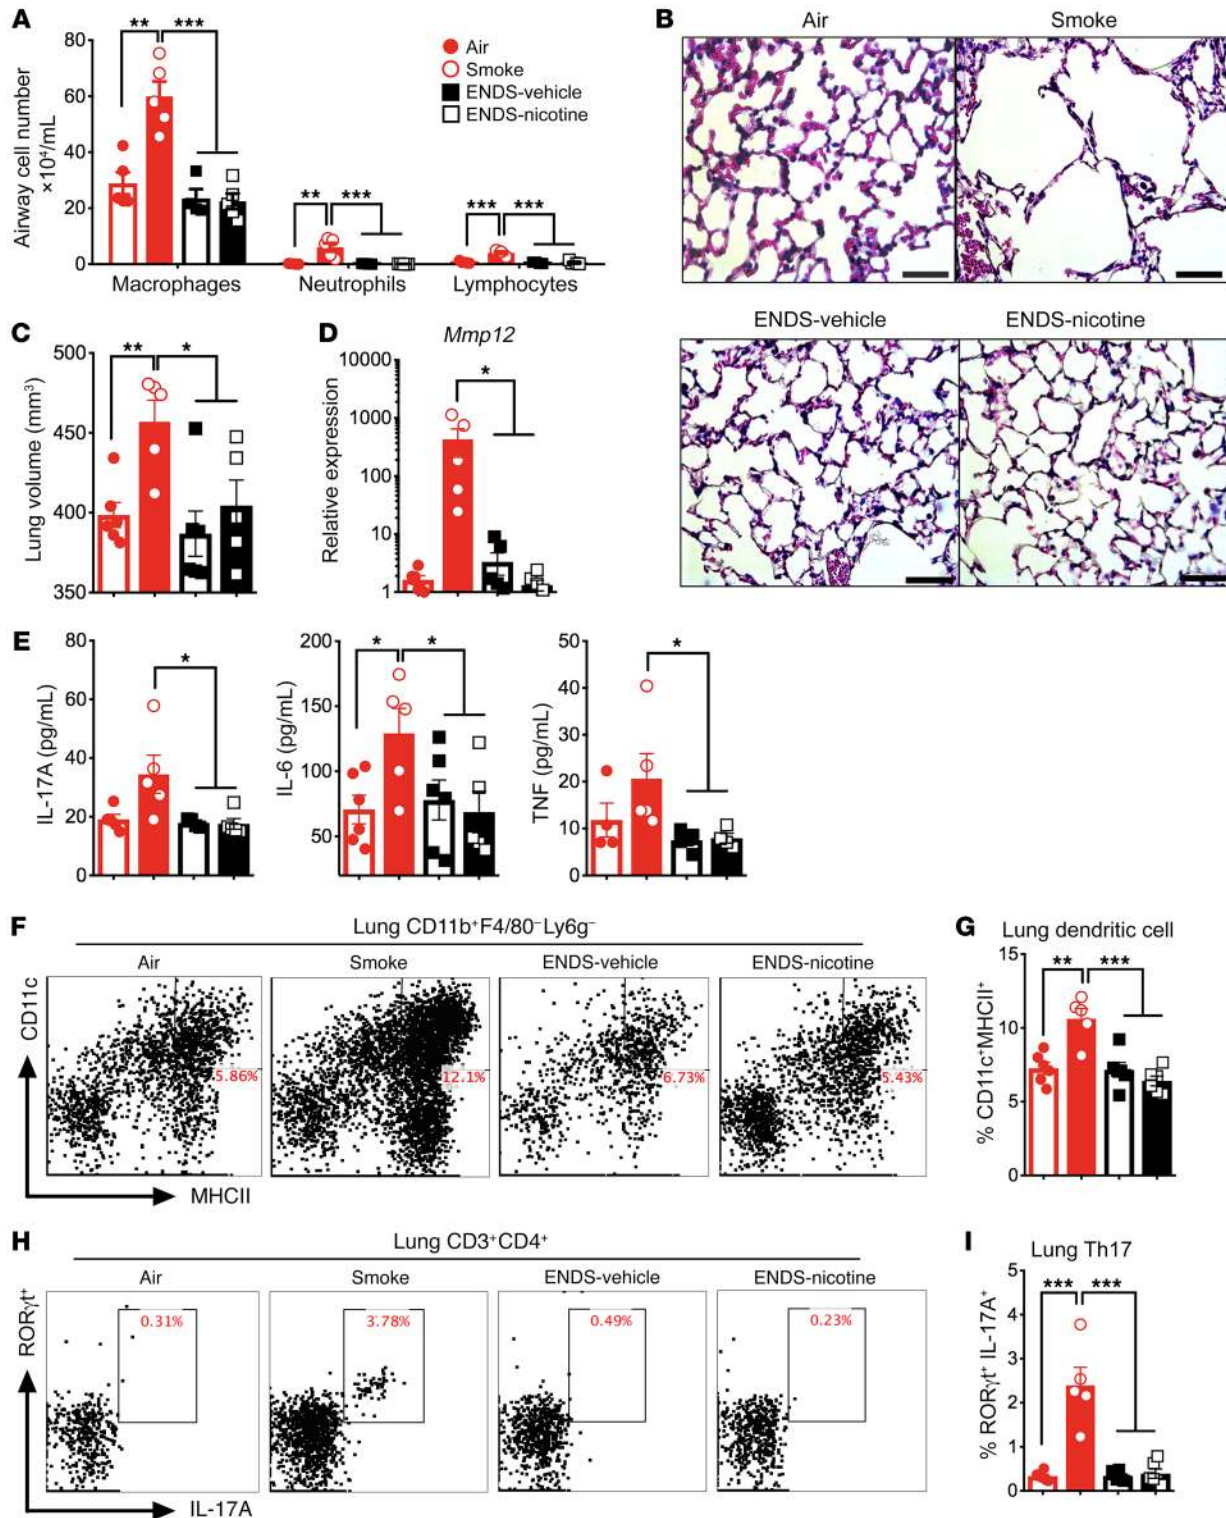 A
Airway cell number
×10⁴/mL
80
60
40
20
0
** ***
** ***
*** ***
Macrophages Neutrophils Lymphocytes
Air
Smoke
ENDS-vehicle
ENDS-nicotine
B
Air Smoke
ENDS-vehicle ENDS-nicotine
C
Lung volume (mm³)
500
450
400
350
** *
D
Mmp12
Relative expression
10000
1000
100
10
1
*
E
IL-17A (pg/mL)
80
60
40
20
0
*
IL-6 (pg/mL)
200
150
100
50
* *
TNF (pg/mL)
50
40
30
20
10
0
*
F
Lung CD11b⁺F4/80⁻Ly6g⁻
Air Smoke ENDS-vehicle ENDS-nicotine
CD11c
5.86% 12.1% 6.73% 5.43%
MHCII
G
Lung dendritic cell
% CD11c⁺MHCII⁺
15
10
5
0
** ***
H
Lung CD3⁺CD4⁺
Air Smoke ENDS-vehicle ENDS-nicotine
RORγt⁺
0.31% 3.78% 0.49% 0.23%
IL-17A
I
Lung Th17
% RORγt⁺ IL-17A⁺
5
4
3
2
1
0
*** ***